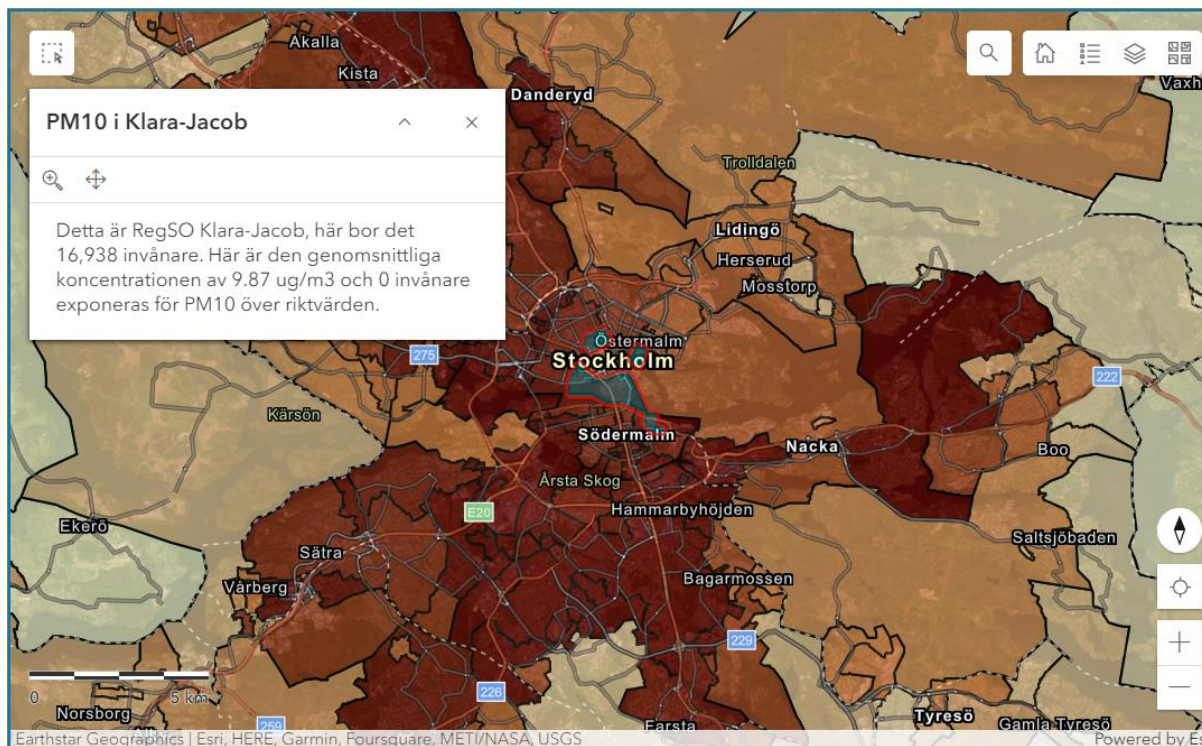 Akalla
Kista
Danderyd
Vaxh
PM10 i Klara-Jacob
Detta är RegSO Klara-Jacob, här bor det
16,938 invånare. Här är den genomsnittliga
koncentrationen av 9.87 ug/m3 och 0 invånare
exponeras för PM10 över riktvärden.
Trolldalen
Lidingö
Herserud
Mosstorp
Östermalm
Stockholm
275
222
Kärsön
Södermalm
Nacka
Boo
Årsta Skog
E20
Hammarbyhöjden
Ekerö
Saltsjöbaden
Sätra
Bagarmossen
Vårberg
229
0 5 km
226
Norsborg
259
Farsta
Tyresö
Gamla Tyresö
Earthstar Geographics | Esri, HERE, Garmin, Foursquare, METI/NASA, USGS
Powered by Es